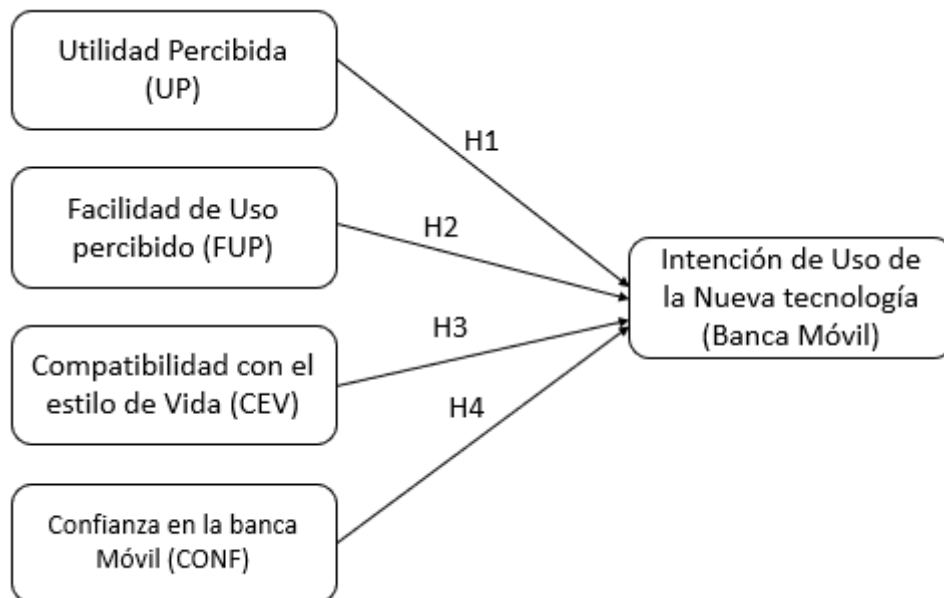 Utilidad Percibida
(UP)
H1
Facilidad de Uso
percibido (FUP)
H2
Intención de Uso de
la Nueva tecnología
(Banca Móvil)
Compatibilidad con el
estilo de Vida (CEV)
H3
H4
Confianza en la banca
Móvil (CONF)